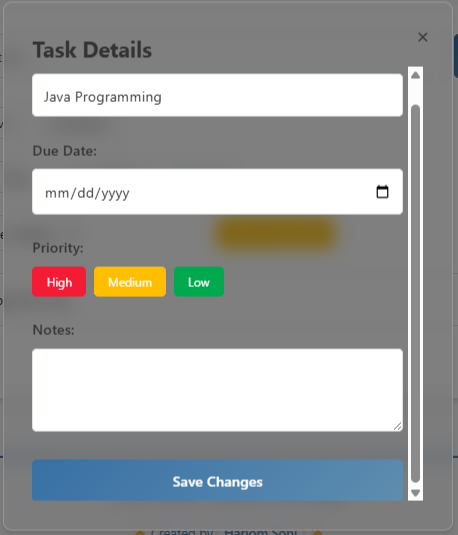 Task Details
Java Programming
Due Date:
mm/dd/yyyy
Priority:
High Medium Low
Notes:
Save Changes
Created by Hariom Soni